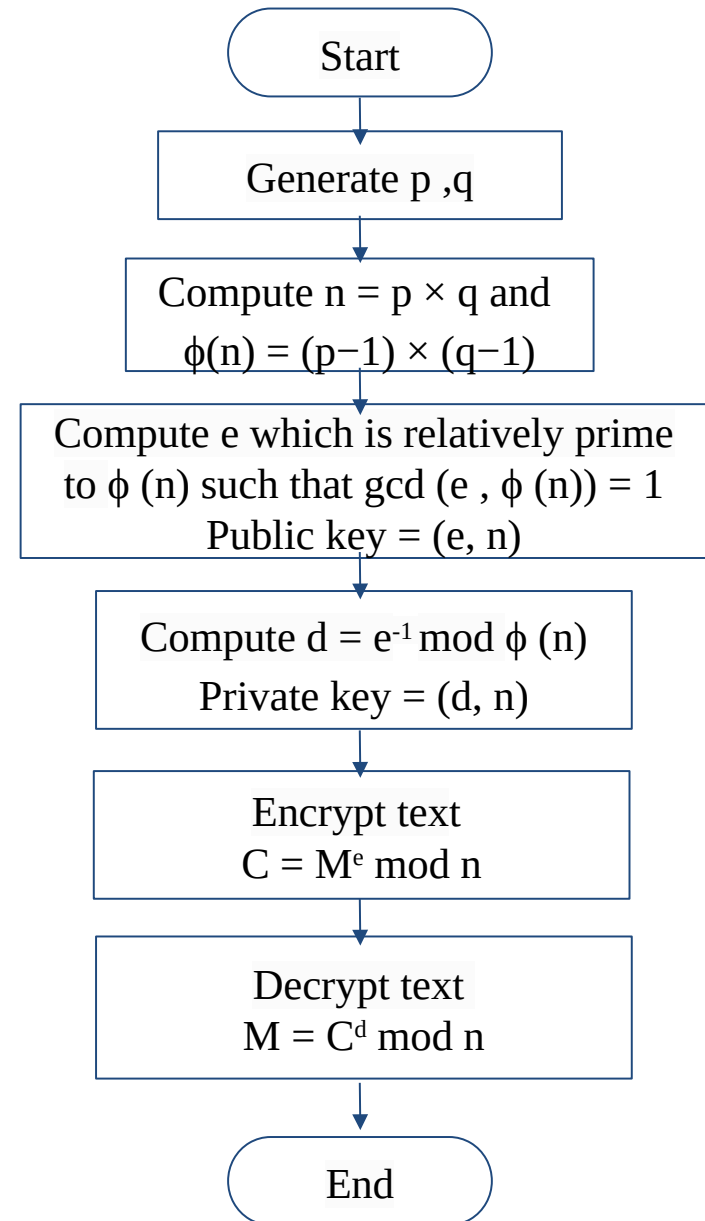 Start
Generate p ,q
Compute n = p × q and
ϕ(n) = (p−1) × (q−1)
Compute e which is relatively prime
to ϕ (n) such that gcd (e , ϕ (n)) = 1
Public key = (e, n)
Compute d = e⁻¹ mod ϕ (n)
Private key = (d, n)
Encrypt text
C = Mᵉ mod n
Decrypt text
M = Cᵈ mod n
End